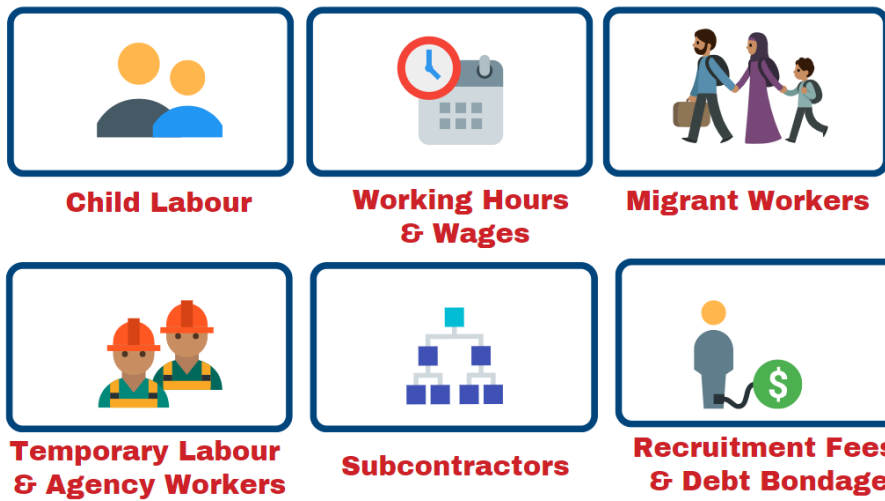 Child Labour
Working Hours
& Wages
Migrant Workers
Temporary Labour
& Agency Workers
Subcontractors
Recruitment Fees
& Debt Bondage
$